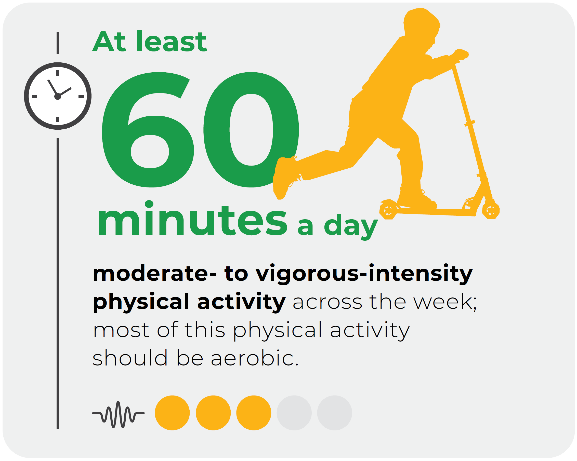 At least
60
minutes a day
moderate- to vigorous-intensity
physical activity across the week;
most of this physical activity
should be aerobic.